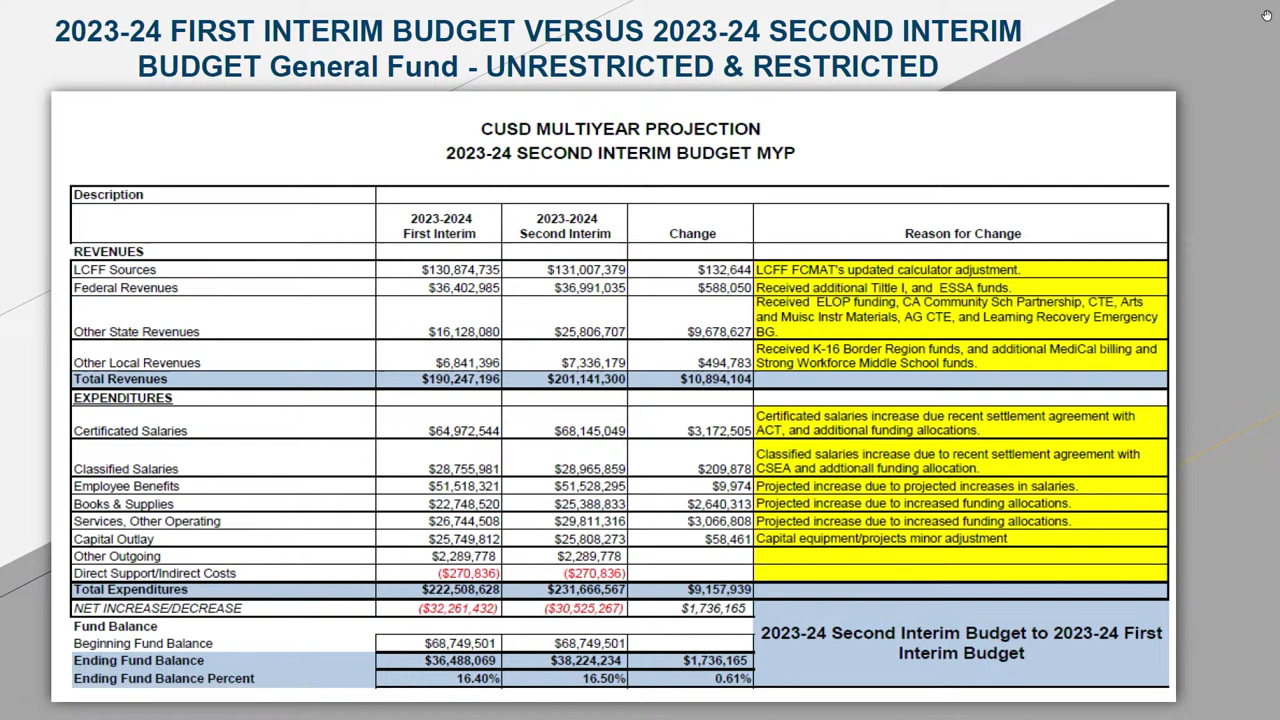 2023-24 FIRST INTERIM BUDGET VERSUS 2023-24 SECOND INTERIM
BUDGET General Fund - UNRESTRICTED & RESTRICTED
CUSD MULTIYEAR PROJECTION
2023-24 SECOND INTERIM BUDGET MYP
Description
2023-2024 First Interim 2023-2024 Second Interim Change Reason for Change
REVENUES
LCFF Sources $130,874,735 $131,007,379 $132,644 LCFF FCMAT's updated calculator adjustment.
Federal Revenues $36,402,985 $36,991,035 $588,050 Received additional Tiltle I, and ESSA funds.
Other State Revenues $16,128,080 $25,806,707 $9,678,627 Received ELOP funding, CA Community Sch Partnership, CTE, Arts
and Muisc Instr Materials, AG CTE, and Learning Recovery Emergency
BG.
Other Local Revenues $6,841,396 $7,336,179 $494,783 Received K-16 Border Region funds, and additional MediCal billing and
Strong Workforce Middle School funds.
Total Revenues $190,247,196 $201,141,300 $10,894,104
EXPENDITURES
Certificated Salaries $64,972,544 $68,145,049 $3,172,505 Certificated salaries increase due recent settlement agreement with
ACT, and additional funding allocations.
Classified Salaries $28,755,981 $28,965,859 $209,878 Classified salaries increase due to recent settlement agreement with
CSEA and addtionall funding allocation.
Employee Benefits $51,518,321 $51,528,295 $9,974 Projected increase due to projected increases in salaries.
Books & Supplies $22,748,520 $25,388,833 $2,640,313 Projected increase due to increased funding allocations.
Services, Other Operating $26,744,508 $29,811,316 $3,066,808 Projected increase due to increased funding allocations.
Capital Outlay $25,749,812 $25,808,273 $58,461 Capital equipment/projects minor adjustment
Other Outgoing $2,289,778 $2,289,778
Direct Support/Indirect Costs ($270,836) ($270,836)
Total Expenditures $222,508,628 $231,666,567 $9,157,939
NET INCREASE/DECREASE ($32,261,432) ($30,525,267) $1,736,165
Fund Balance
Beginning Fund Balance $68,749,501 $68,749,501
Ending Fund Balance $36,488,069 $38,224,234 $1,736,165
Ending Fund Balance Percent 16.40% 16.50% 0.61%
2023-24 Second Interim Budget to 2023-24 First
Interim Budget